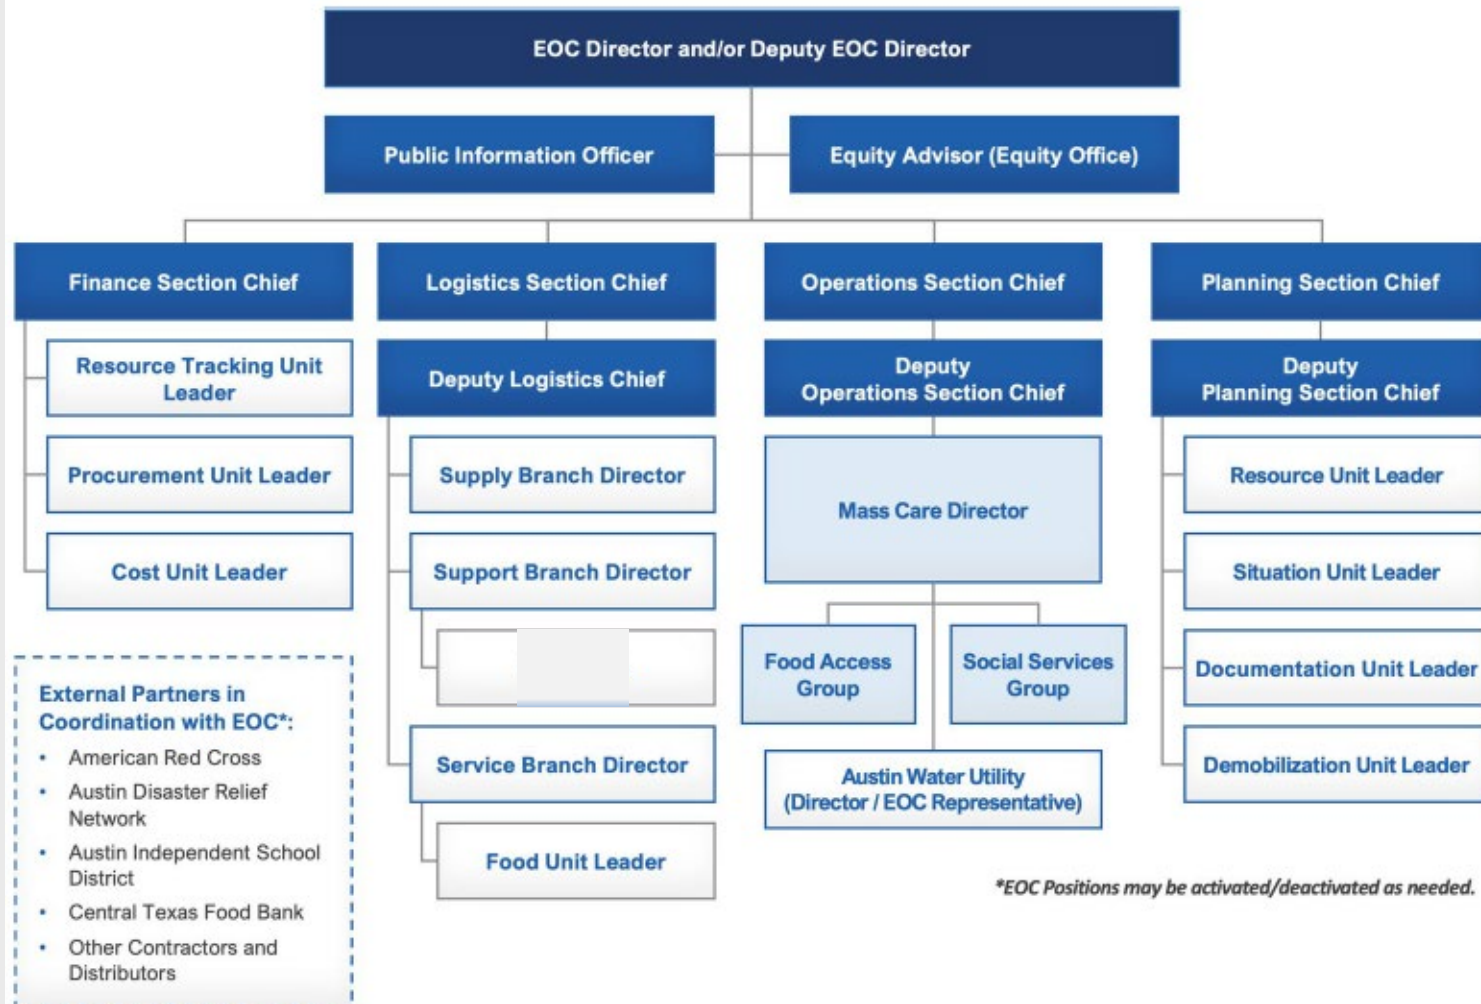 EOC Director and/or Deputy EOC Director
Public Information Officer
Equity Advisor (Equity Office)
Finance Section Chief
Resource Tracking Unit
Leader
Procurement Unit Leader
Cost Unit Leader
Logistics Section Chief
Deputy Logistics Chief
Supply Branch Director
Support Branch Director
Service Branch Director
Food Unit Leader
Operations Section Chief
Deputy
Operations Section Chief
Mass Care Director
Food Access
Group
Social Services
Group
Austin Water Utility
(Director / EOC Representative)
Planning Section Chief
Deputy
Planning Section Chief
Resource Unit Leader
Situation Unit Leader
Documentation Unit Leader
Demobilization Unit Leader
External Partners in
Coordination with EOC*:
• American Red Cross
• Austin Disaster Relief
Network
• Austin Independent School
District
• Central Texas Food Bank
• Other Contractors and
Distributors
*EOC Positions may be activated/deactivated as needed.